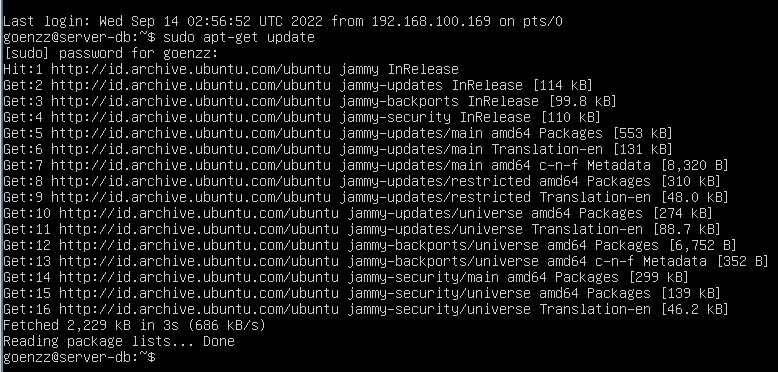 Last login: Wed Sep 14 02:56:52 UTC 2022 from 192.168.100.169 on pts/0
goenzz@server-db:~$ sudo apt-get update
[sudo] password for goenzz:
Hit:1 http://id.archive.ubuntu.com/ubuntu jammy InRelease
Get:2 http://id.archive.ubuntu.com/ubuntu jammy-updates InRelease [114 kB]
Get:3 http://id.archive.ubuntu.com/ubuntu jammy-backports InRelease [99.8 kB]
Get:4 http://id.archive.ubuntu.com/ubuntu jammy-security InRelease [110 kB]
Get:5 http://id.archive.ubuntu.com/ubuntu jammy-updates/main amd64 Packages [553 kB]
Get:6 http://id.archive.ubuntu.com/ubuntu jammy-updates/main Translation-en [131 kB]
Get:7 http://id.archive.ubuntu.com/ubuntu jammy-updates/main amd64 c-n-f Metadata [8,320 B]
Get:8 http://id.archive.ubuntu.com/ubuntu jammy-updates/restricted amd64 Packages [310 kB]
Get:9 http://id.archive.ubuntu.com/ubuntu jammy-updates/restricted Translation-en [48.0 kB]
Get:10 http://id.archive.ubuntu.com/ubuntu jammy-updates/universe amd64 Packages [274 kB]
Get:11 http://id.archive.ubuntu.com/ubuntu jammy-updates/universe Translation-en [88.7 kB]
Get:12 http://id.archive.ubuntu.com/ubuntu jammy-backports/universe amd64 Packages [6,752 B]
Get:13 http://id.archive.ubuntu.com/ubuntu jammy-backports/universe amd64 c-n-f Metadata [352 B]
Get:14 http://id.archive.ubuntu.com/ubuntu jammy-security/main amd64 Packages [299 kB]
Get:15 http://id.archive.ubuntu.com/ubuntu jammy-security/universe amd64 Packages [139 kB]
Get:16 http://id.archive.ubuntu.com/ubuntu jammy-security/universe Translation-en [46.2 kB]
Fetched 2,229 kB in 3s (686 kB/s)
Reading package lists... Done
goenzz@server-db:~$